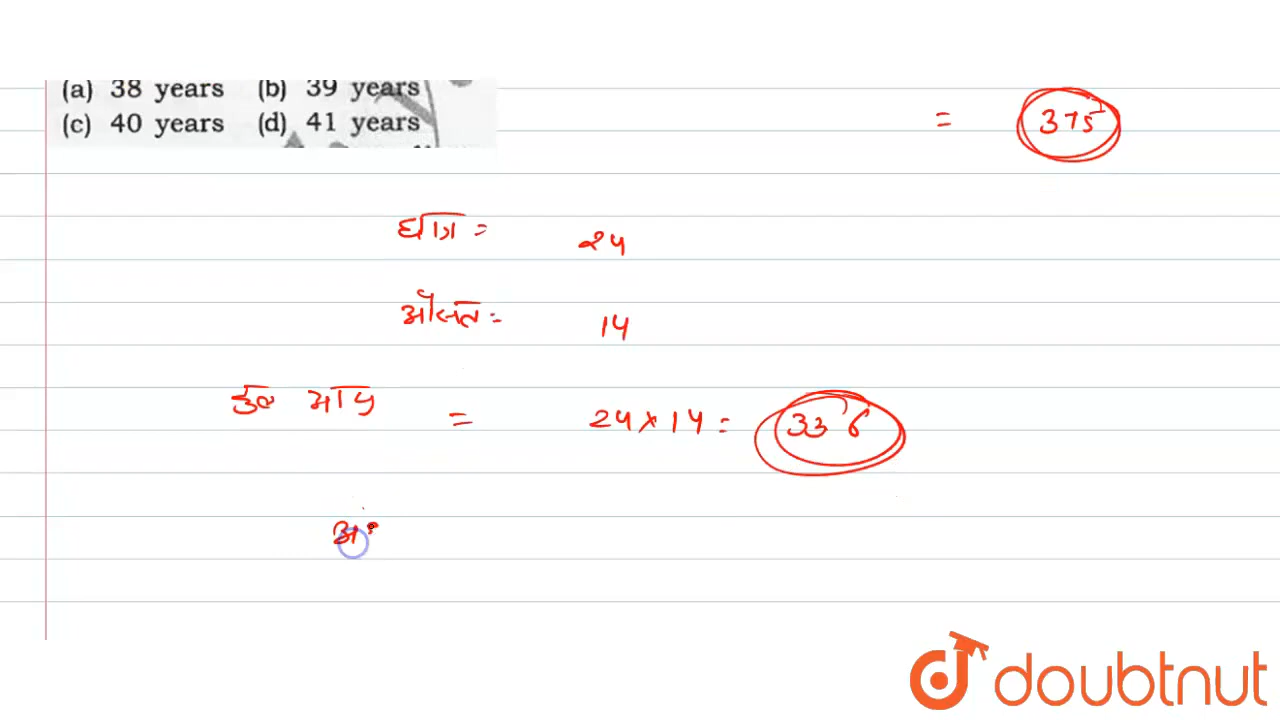 (a) 38 years (b) 39 years
(c) 40 years (d) 41 years
= 375
छात्र = 24
औसत = 14
कुल आयु = 24 x 14 = 336
doubtnut